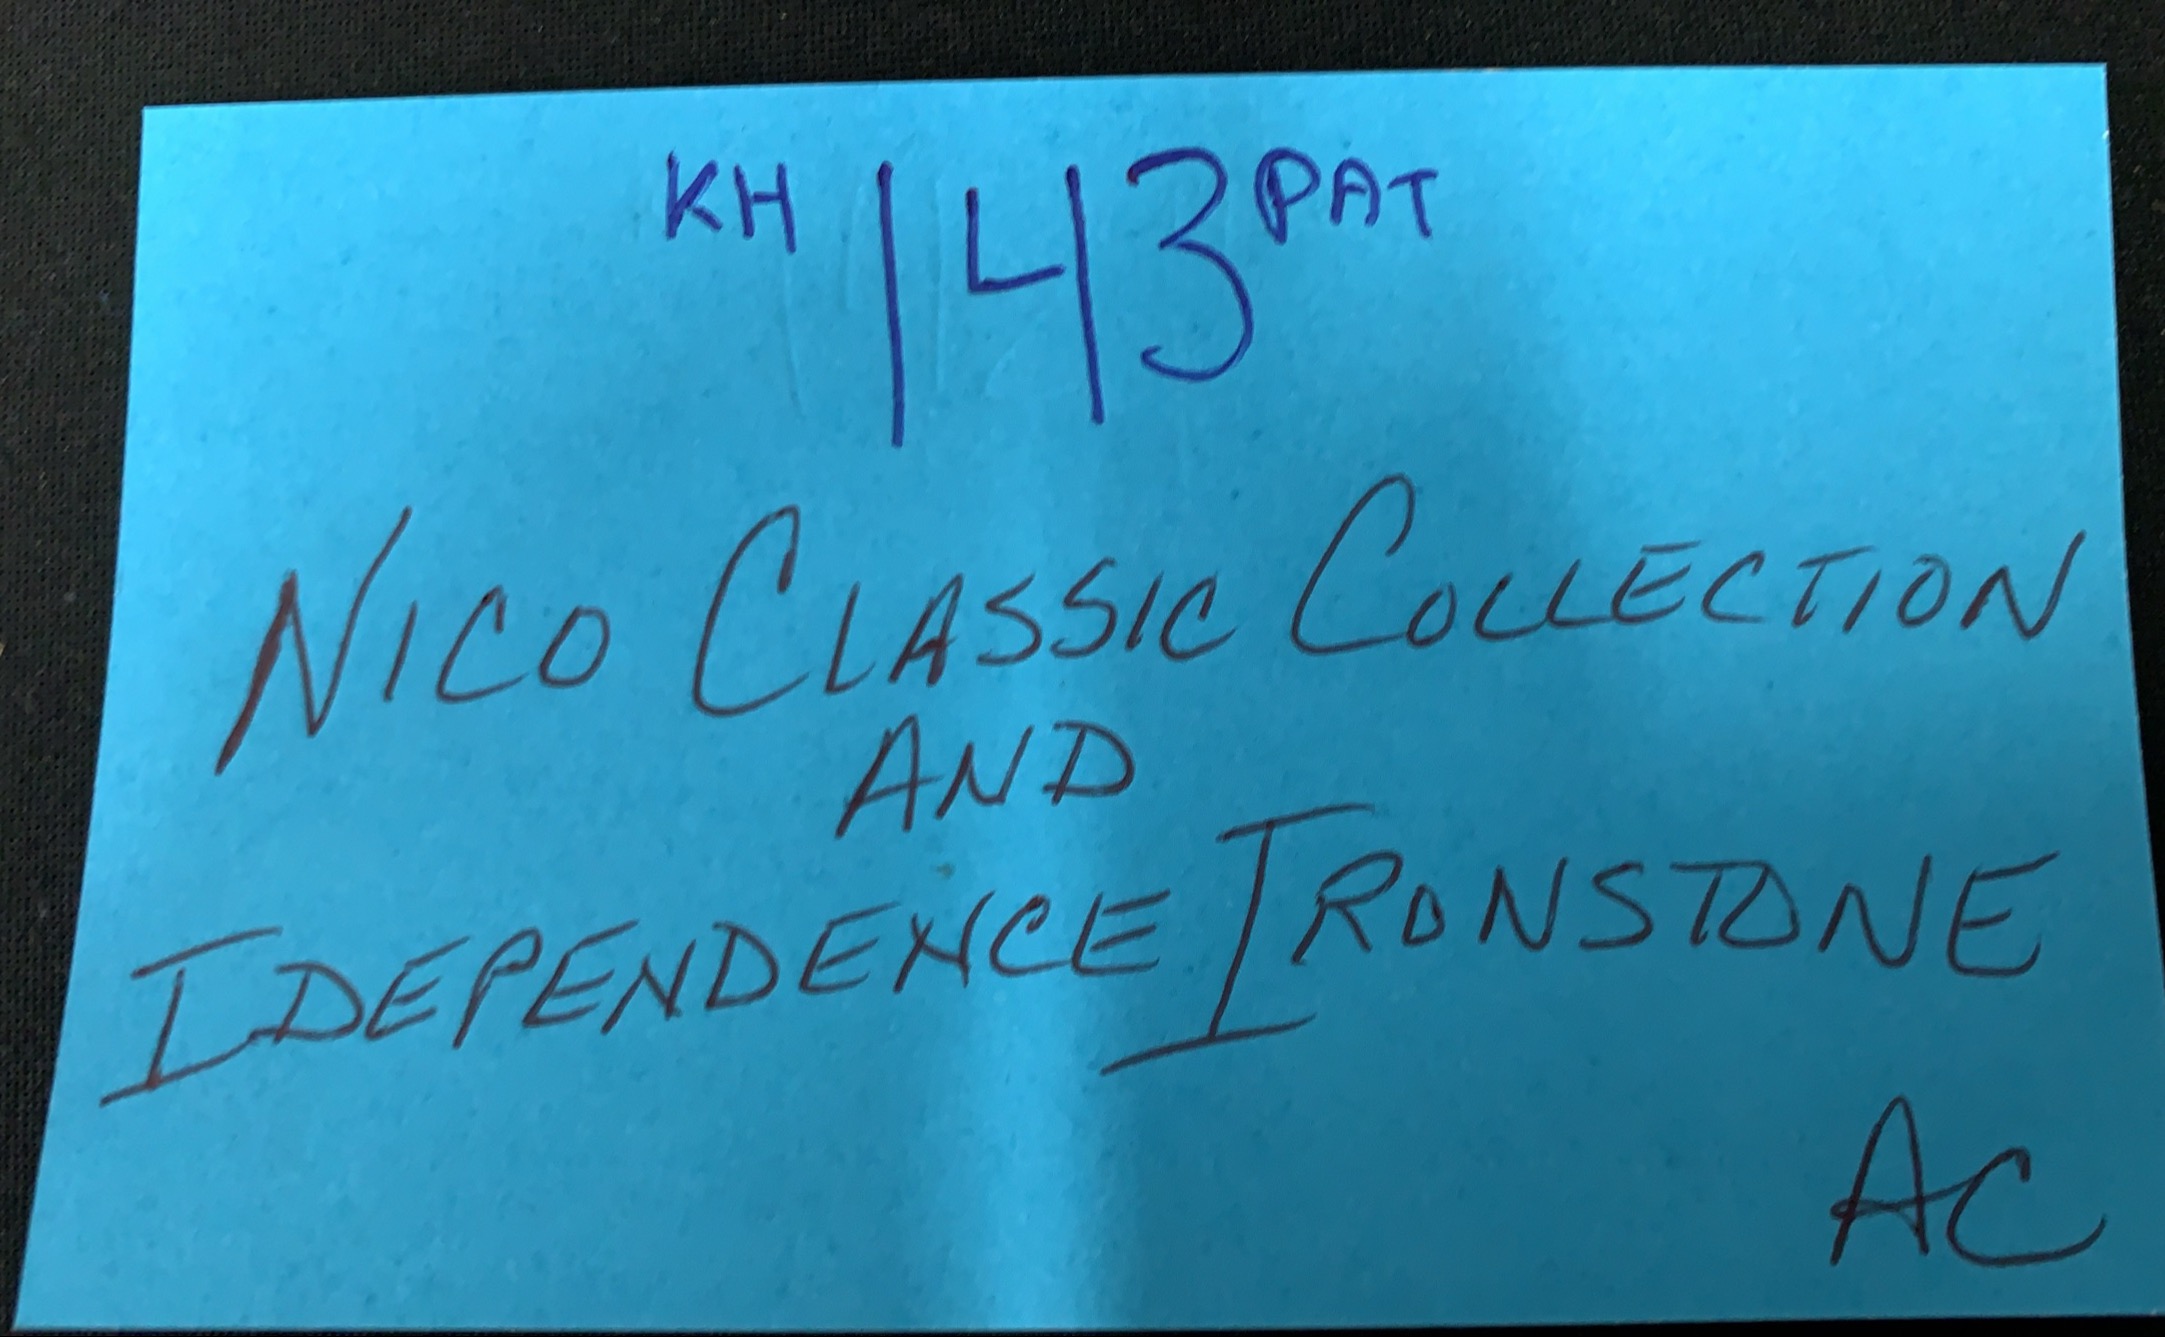 KH 143 PAT
NICO CLASSIC COLLECTION
AND
IDEPENDENCE IRONSTONE
AC